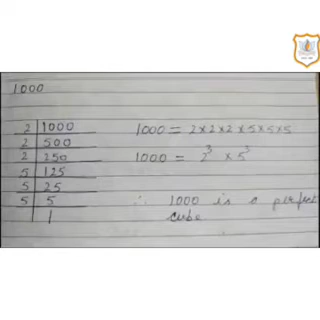 1000
2 | 1000
2 | 500
2 | 250
5 | 125
5 | 25
5 | 5
| 1
1000 = 2×2×2×5×5×5
1000 = 2³ × 5³
∴ 1000 is a perfect
cube